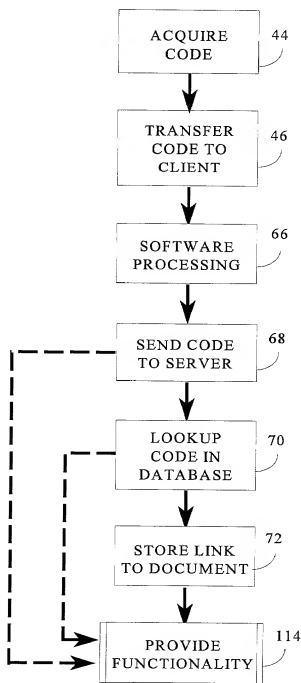 ACQUIRE
CODE
44
TRANSFER
CODE TO
CLIENT
46
SOFTWARE
PROCESSING
66
SEND CODE
TO SERVER
68
LOOKUP
CODE IN
DATABASE
70
STORE LINK
TO DOCUMENT
72
PROVIDE
FUNCTIONALITY
114